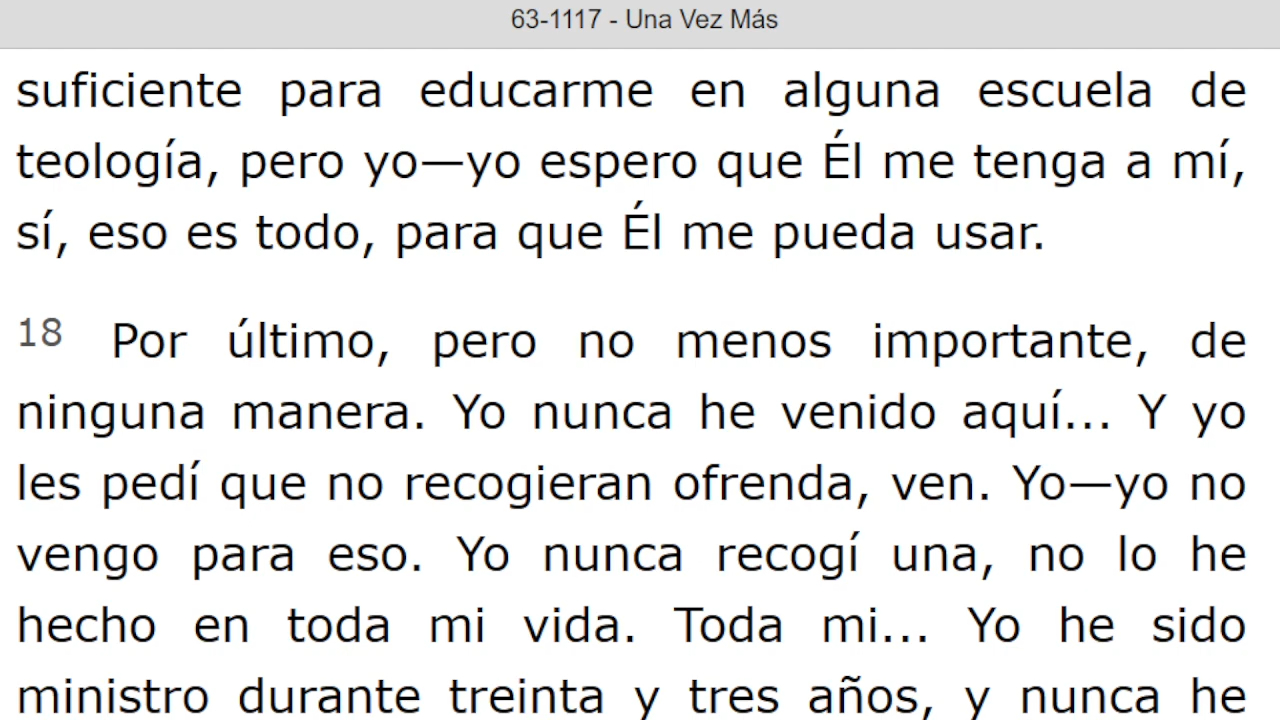 63-1117 - Una Vez Más
suficiente para educarme en alguna escuela de
teología, pero yo—yo espero que Él me tenga a mí,
sí, eso es todo, para que Él me pueda usar.
18 Por último, pero no menos importante, de
ninguna manera. Yo nunca he venido aquí... Y yo
les pedí que no recogieran ofrenda, ven. Yo—yo no
vengo para eso. Yo nunca recogí una, no lo he
hecho en toda mi vida. Toda mi... Yo he sido
ministro durante treinta y tres años, y nunca he